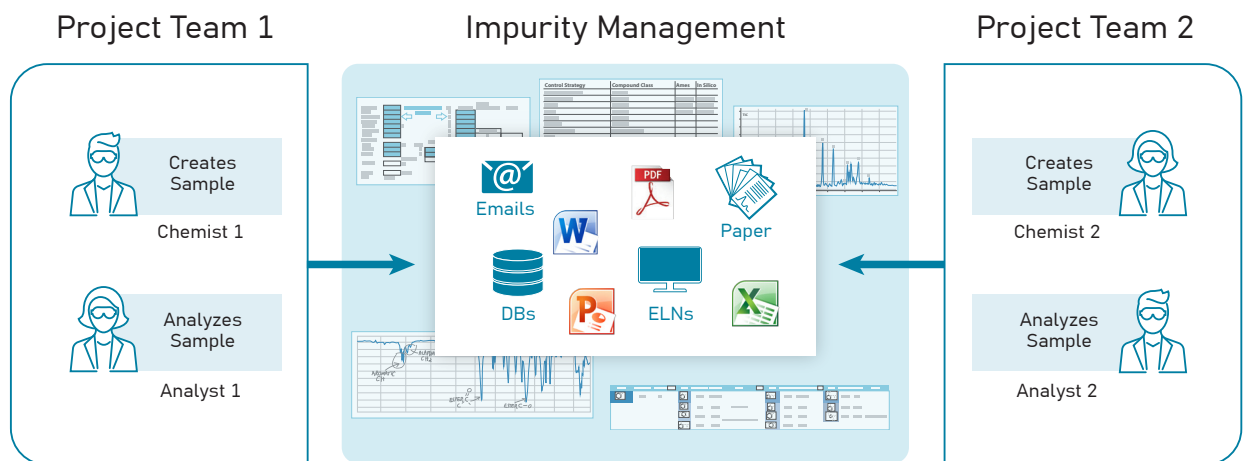 Project Team 1
Impurity Management
Project Team 2
Creates
Sample
Chemist 1
Analyzes
Sample
Analyst 1
Control Strategy
Compound Class
Ames
In Silico
@
Emails
PDF
Paper
W
DBs
P
ELNs
X
Creates
Sample
Chemist 2
Analyzes
Sample
Analyst 2